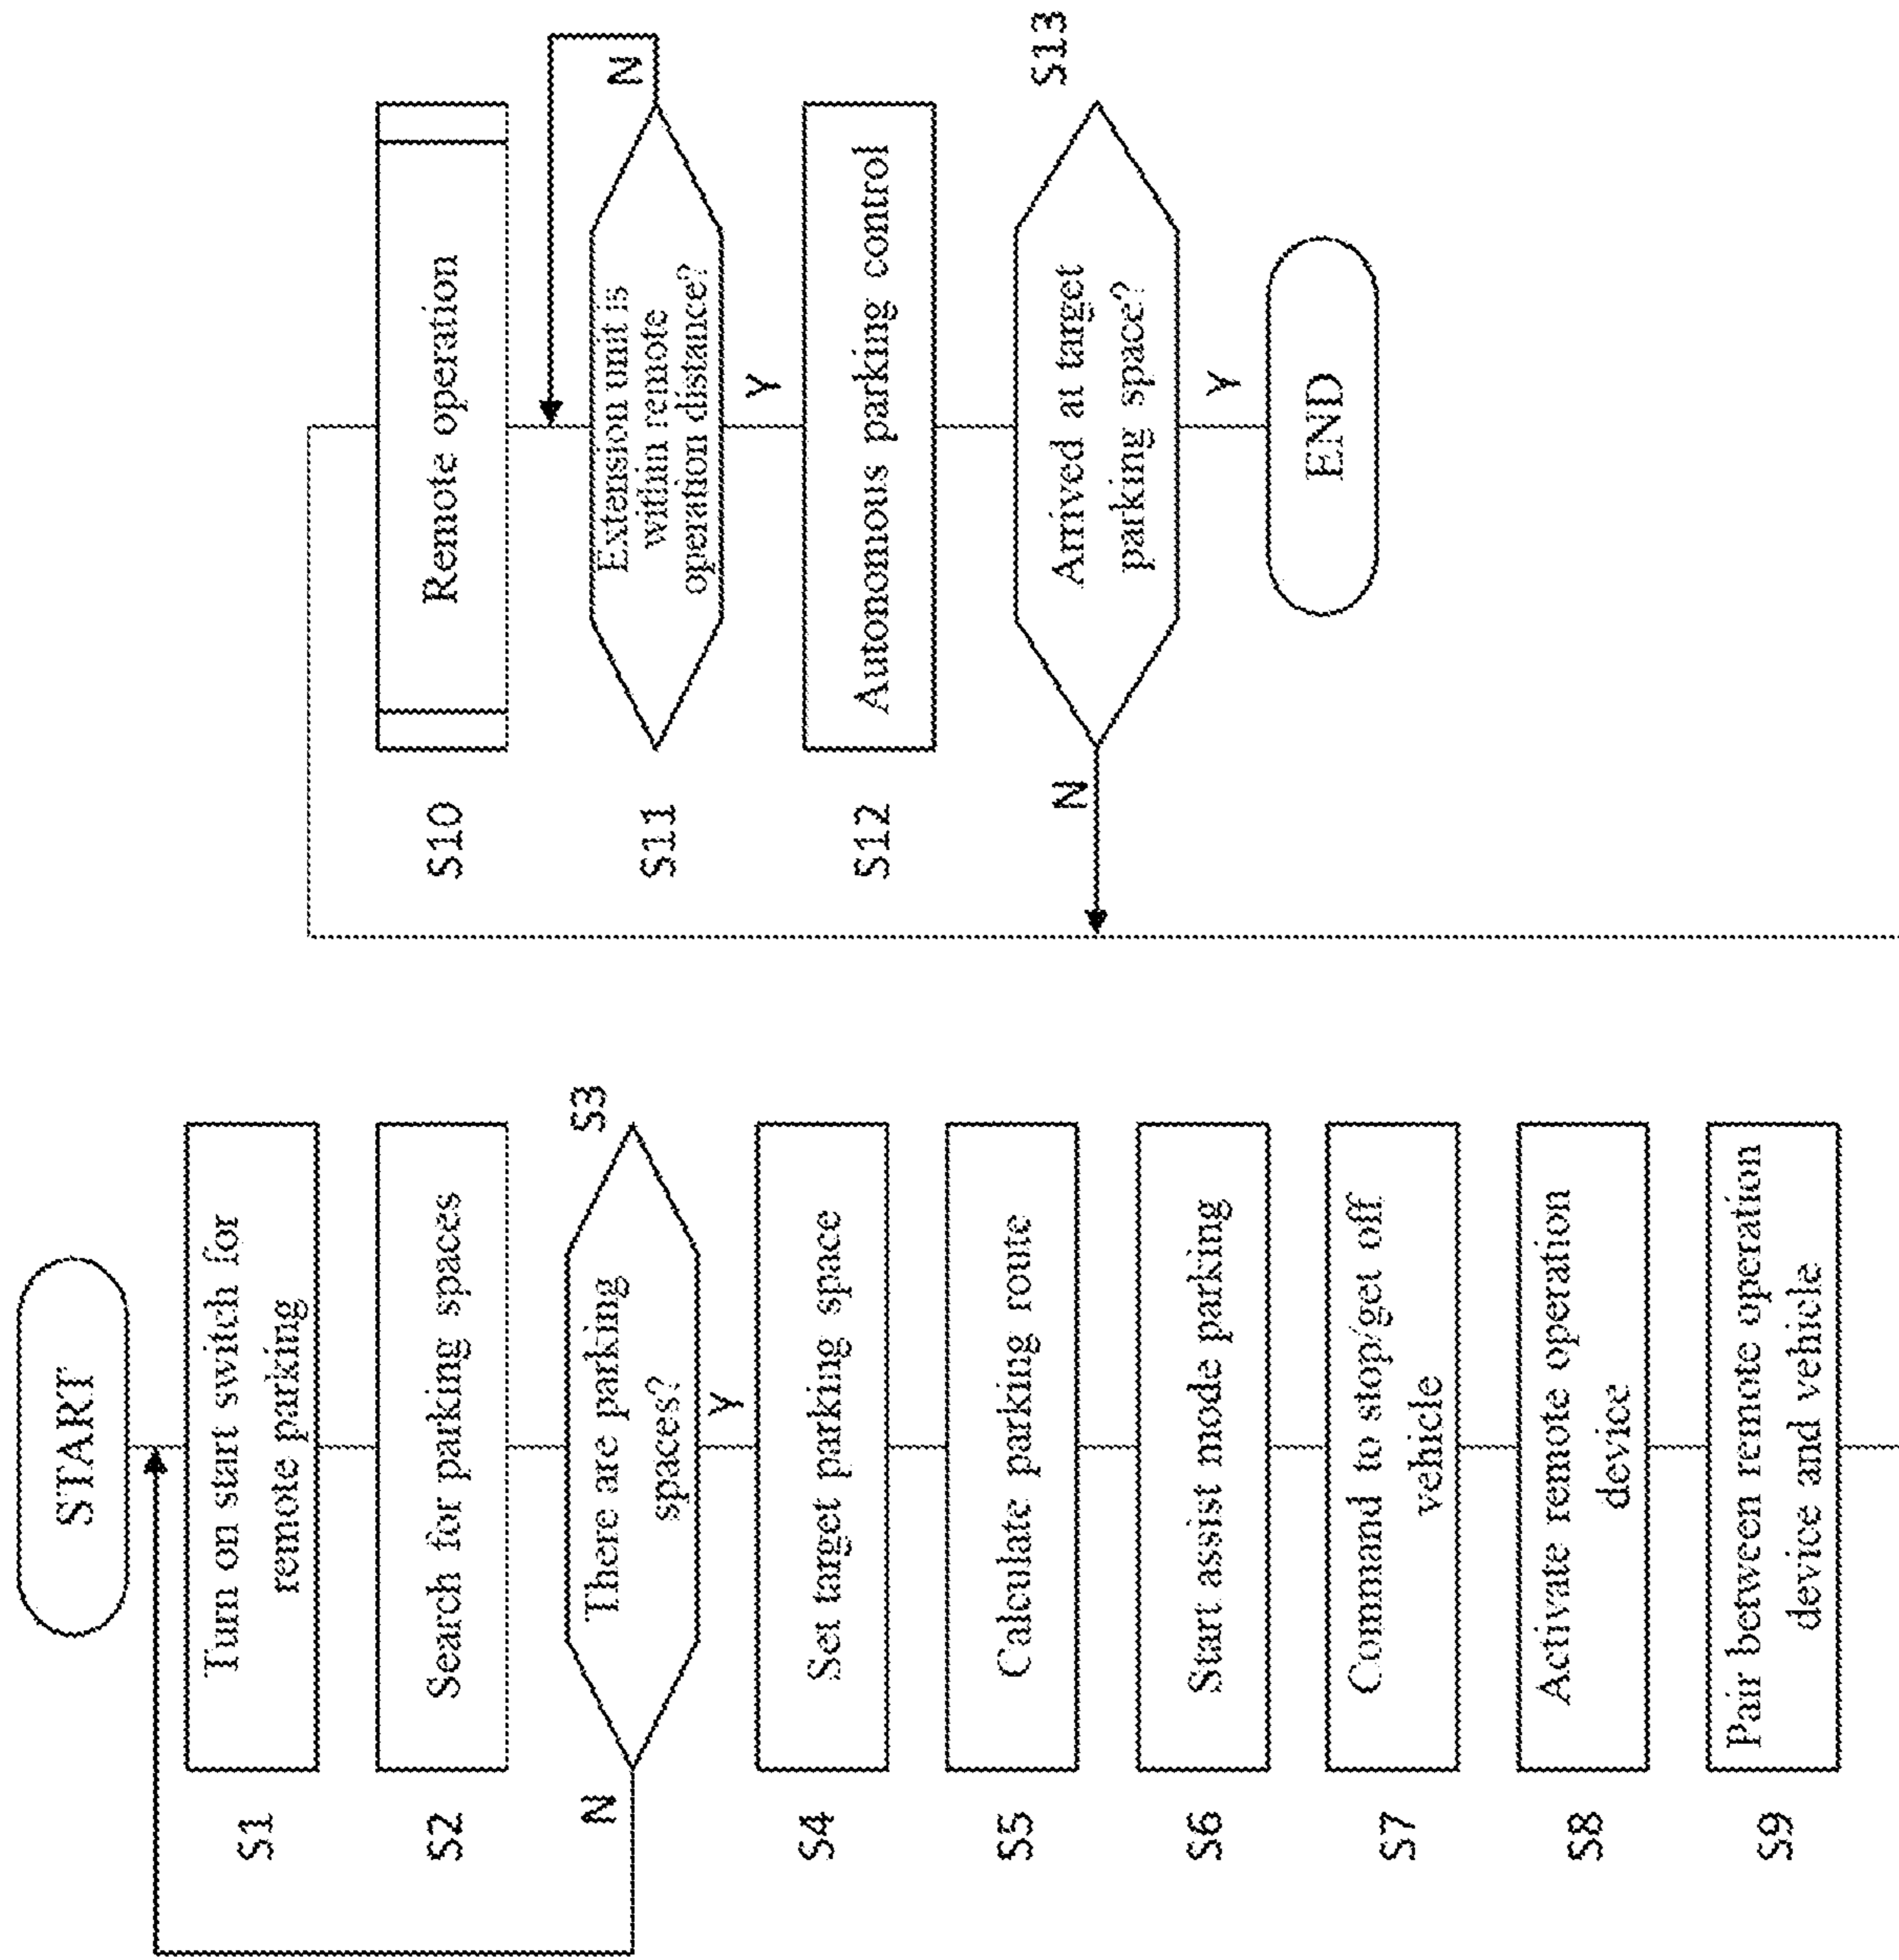 START
S1
Turn on start switch for
remote parking
S2
Search for parking spaces
S3
There are parking
spaces?
N
Y
S4
Set target parking space
S5
Calculate parking route
S6
Start assist mode parking
S7
Command to stop/get off
vehicle
S8
Activate remote operation
device
S9
Pair between remote operation
device and vehicle
S10
Remote operation
S11
Extension unit is
within remote
operation distance?
N
Y
S12
Autonomous parking control
S13
Arrived at target
parking space?
N
Y
END